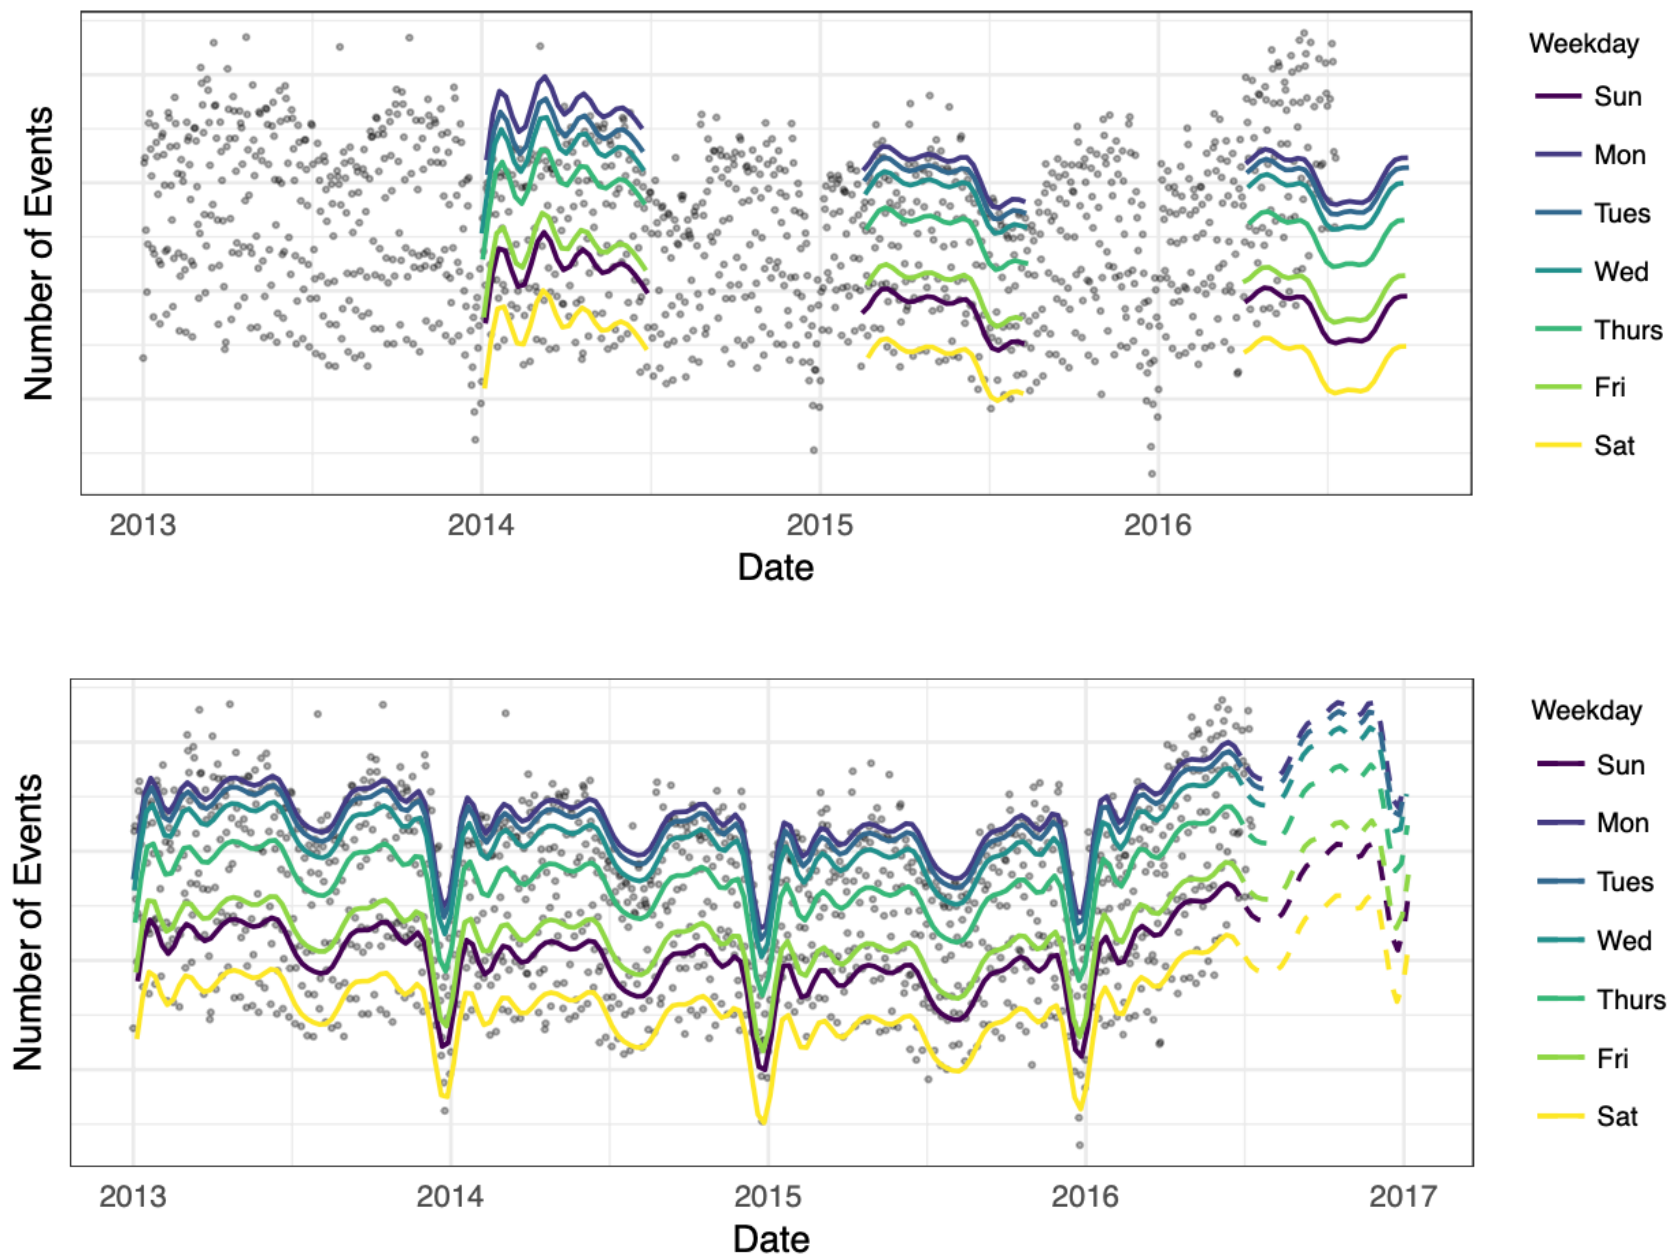 Number of Events
2013 2014 2015 2016
Date
Weekday
Sun
Mon
Tues
Wed
Thurs
Fri
Sat
Number of Events
2013 2014 2015 2016 2017
Date
Weekday
Sun
Mon
Tues
Wed
Thurs
Fri
Sat